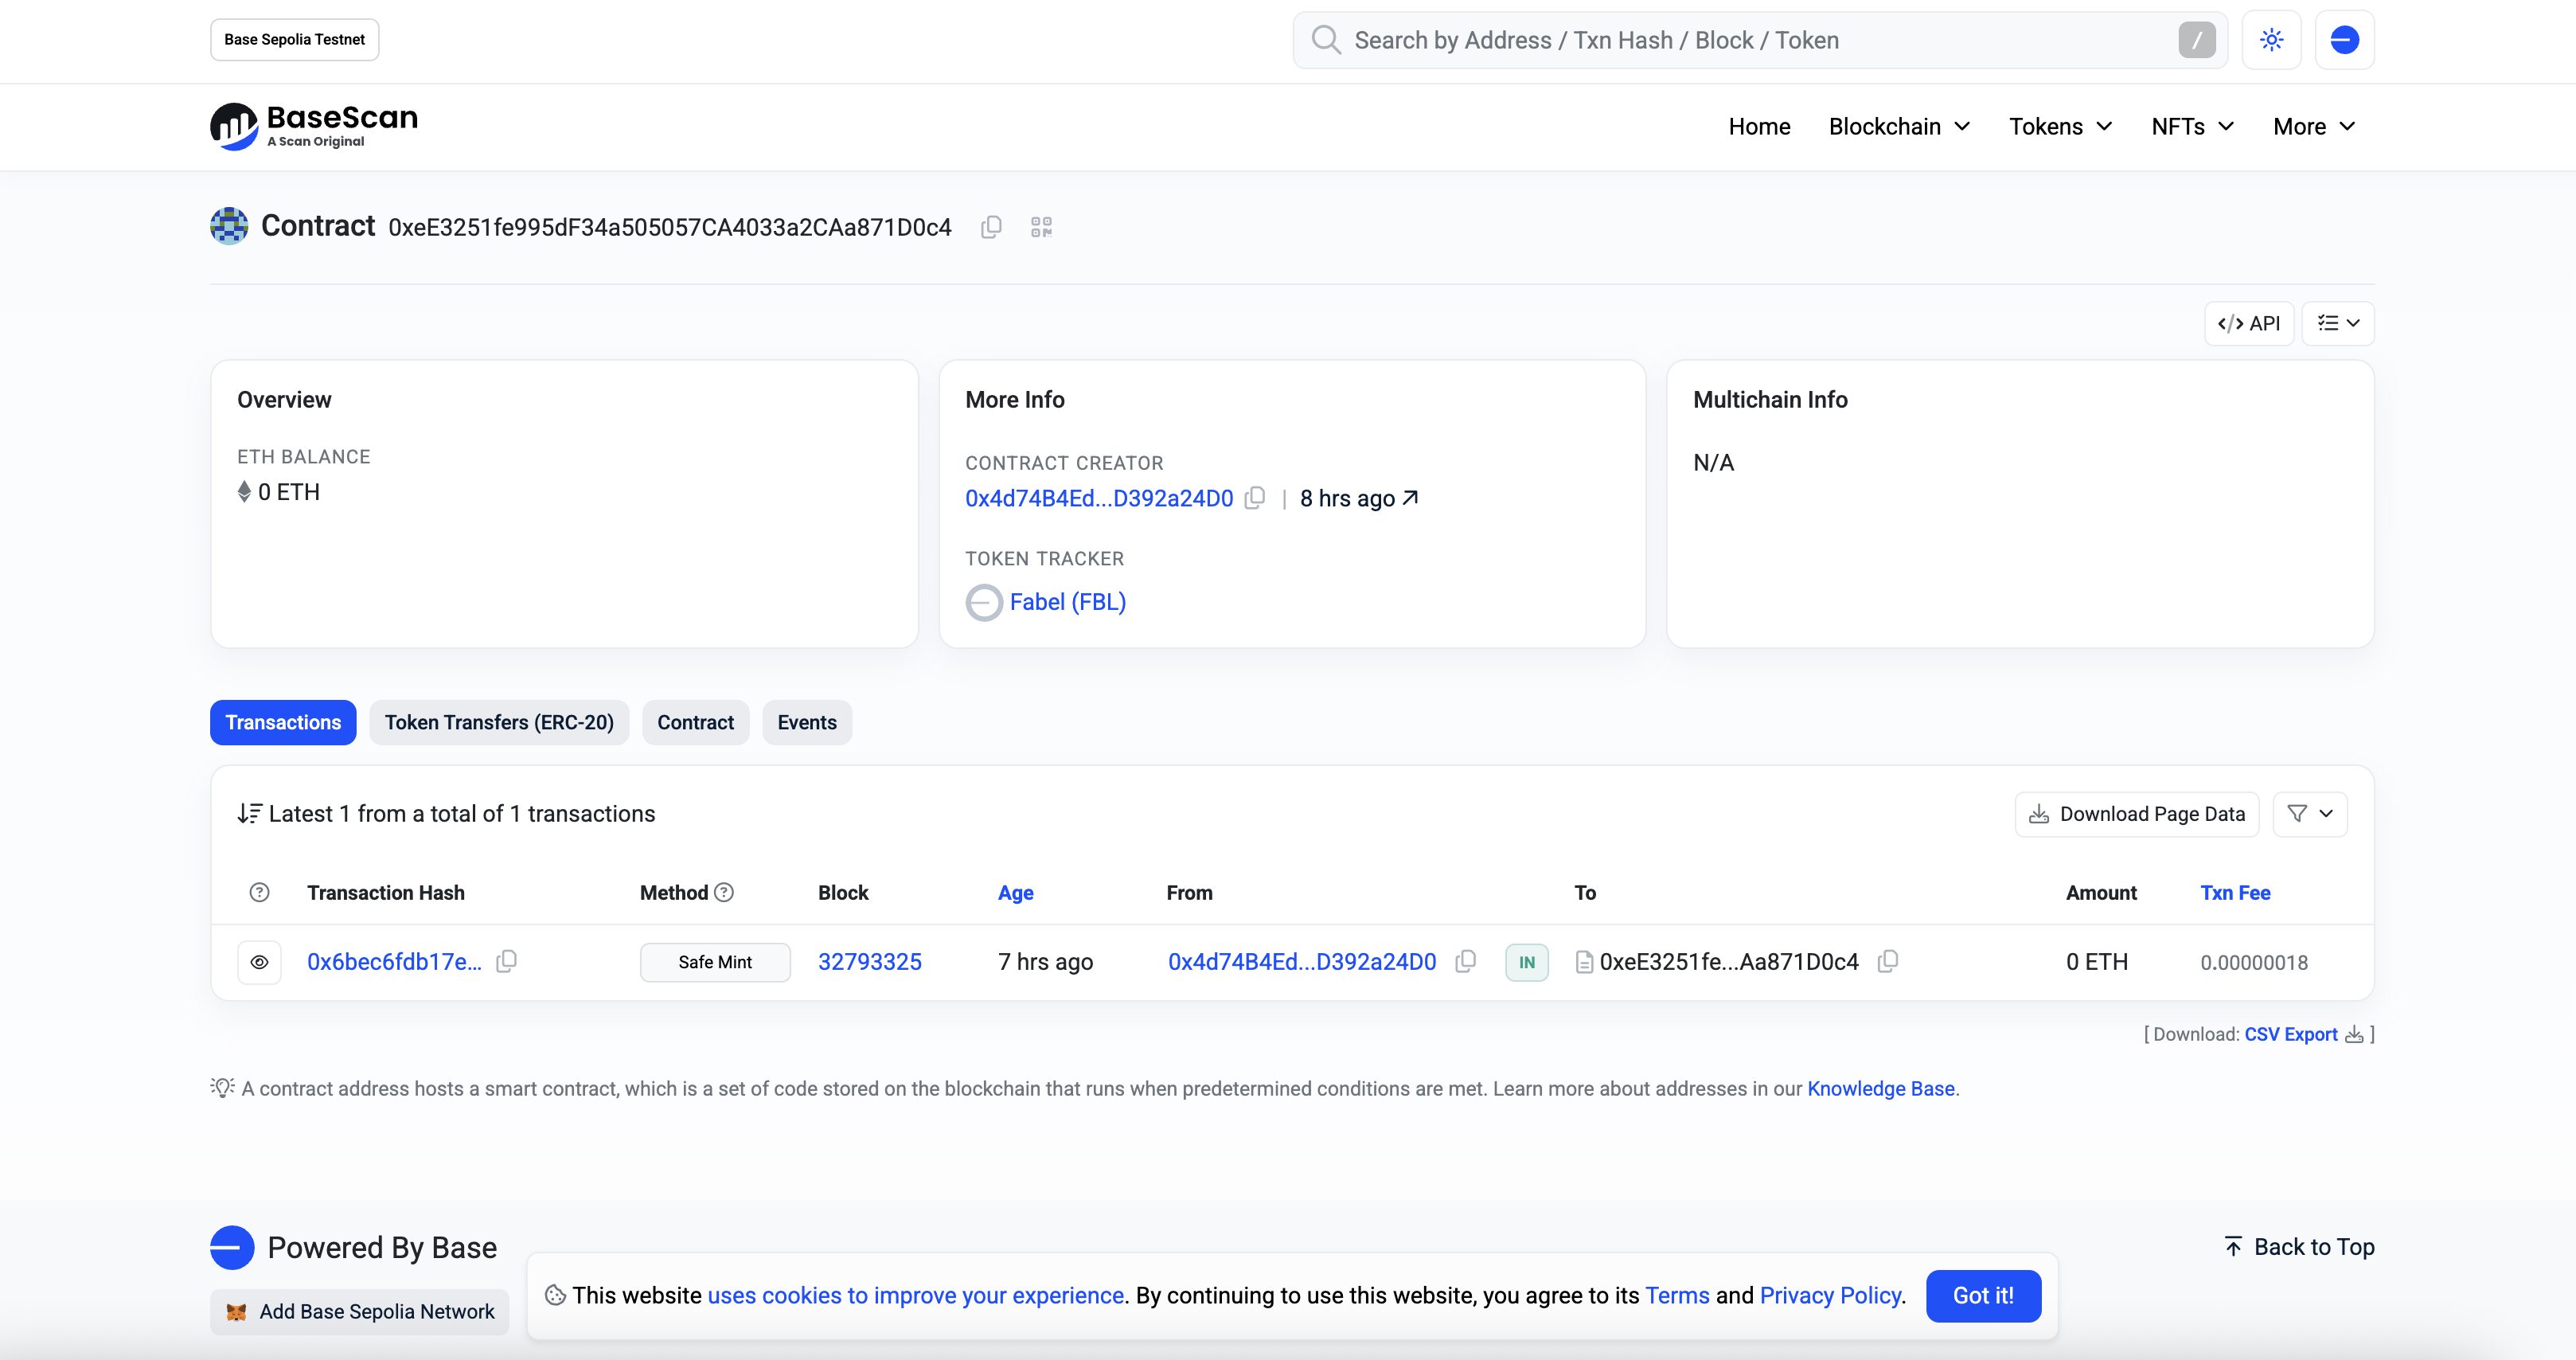 Base Sepolia Testnet
Search by Address / Txn Hash / Block / Token /
BaseScan
A Scan Original
Home Blockchain Tokens NFTs More
Contract 0xeE3251fe995dF34a505057CA4033a2CAa871D0c4
</> API
Overview
ETH BALANCE
0 ETH
More Info
CONTRACT CREATOR
0x4d74B4Ed...D392a24D0 | 8 hrs ago
TOKEN TRACKER
Fabel (FBL)
Multichain Info
N/A
Transactions Token Transfers (ERC-20) Contract Events
Latest 1 from a total of 1 transactions
Download Page Data
Transaction Hash Method Block Age From To Amount Txn Fee
0x6bec6fdb17e... Safe Mint 32793325 7 hrs ago 0x4d74B4Ed...D392a24D0 IN 0xeE3251fe...Aa871D0c4 0 ETH 0.00000018
[ Download: CSV Export ]
A contract address hosts a smart contract, which is a set of code stored on the blockchain that runs when predetermined conditions are met. Learn more about addresses in our Knowledge Base.
Powered By Base
Back to Top
This website uses cookies to improve your experience. By continuing to use this website, you agree to its Terms and Privacy Policy. Got it!
Add Base Sepolia Network